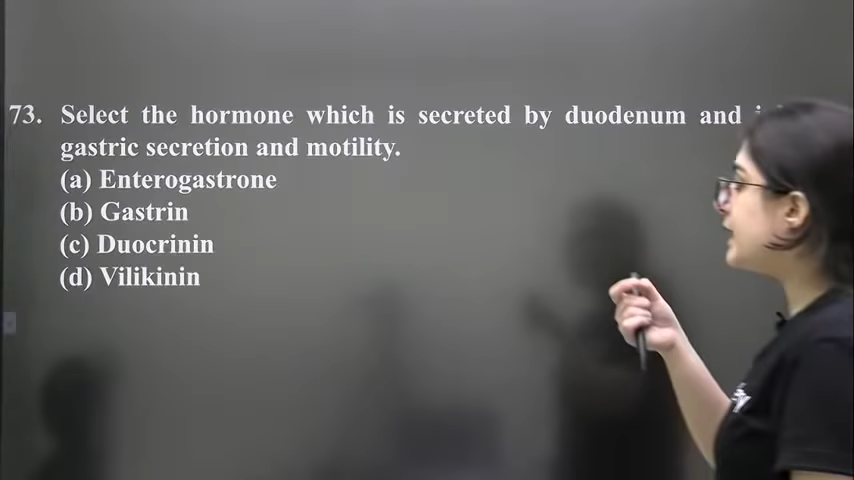 73. Select the hormone which is secreted by duodenum and
gastric secretion and motility.
(a) Enterogastrone
(b) Gastrin
(c) Duocrinin
(d) Vilikinin